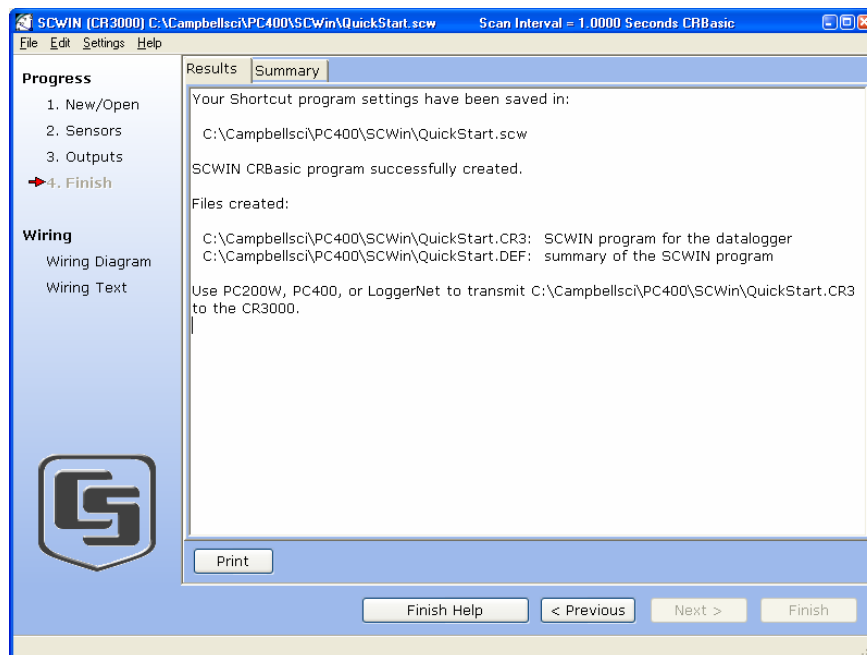 SCWIN (CR3000) C:\Campbellsci\PC400\SCWin\QuickStart.scw Scan Interval = 1.0000 Seconds CRBasic
File Edit Settings Help
Progress
1. New/Open
2. Sensors
3. Outputs
4. Finish
Wiring
Wiring Diagram
Wiring Text
Results Summary
Your Shortcut program settings have been saved in:
C:\Campbellsci\PC400\SCWin\QuickStart.scw
SCWIN CRBasic program successfully created.
Files created:
C:\Campbellsci\PC400\SCWin\QuickStart.CR3: SCWIN program for the datalogger
C:\Campbellsci\PC400\SCWin\QuickStart.DEF: summary of the SCWIN program
Use PC200W, PC400, or LoggerNet to transmit C:\Campbellsci\PC400\SCWin\QuickStart.CR3
to the CR3000.
CS
Print
Finish Help < Previous Next > Finish